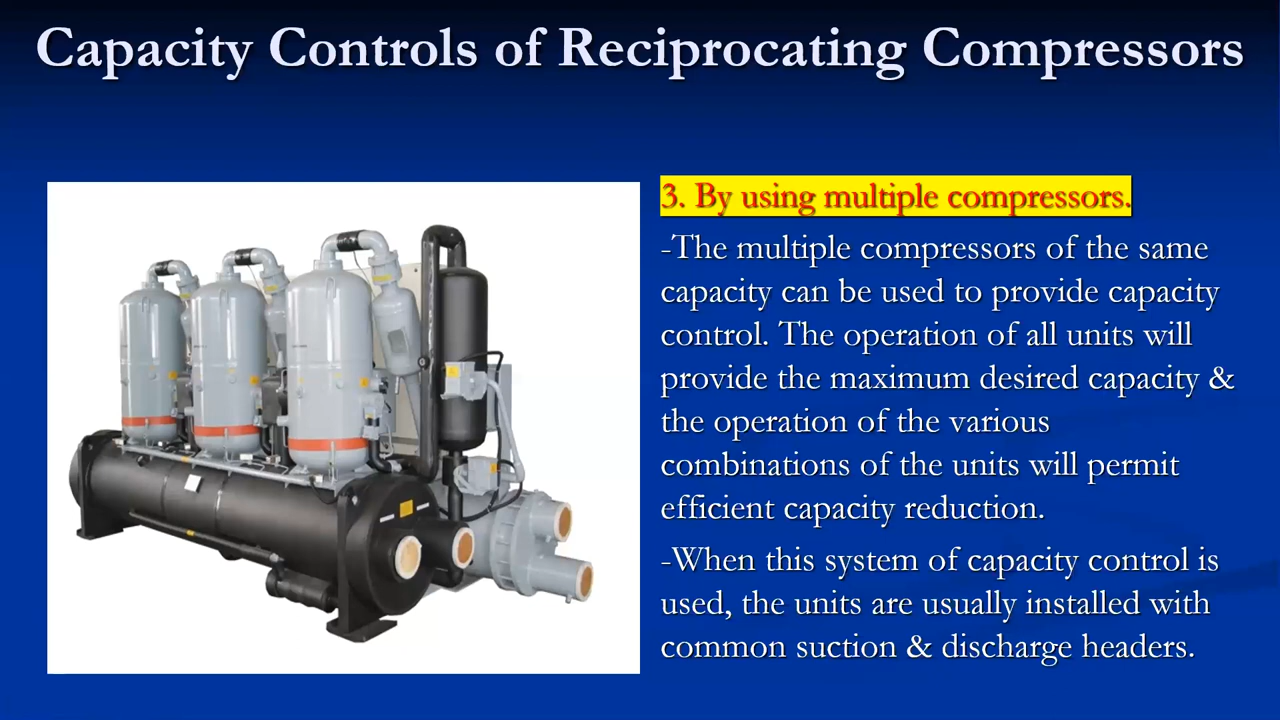 Capacity Controls of Reciprocating Compressors
3. By using multiple compressors.
-The multiple compressors of the same
capacity can be used to provide capacity
control. The operation of all units will
provide the maximum desired capacity &
the operation of the various
combinations of the units will permit
efficient capacity reduction.
-When this system of capacity control is
used, the units are usually installed with
common suction & discharge headers.